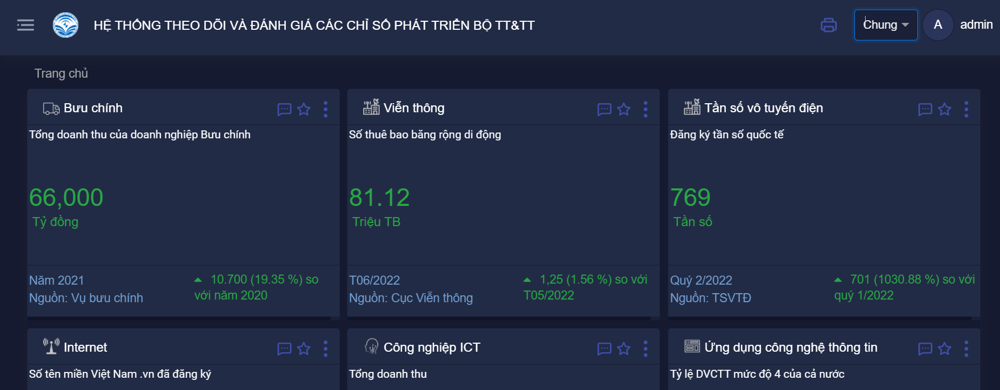 HỆ THỐNG THEO DÕI VÀ ĐÁNH GIÁ CÁC CHỈ SỐ PHÁT TRIỂN BỘ TT&TT
Chung
A
admin
Trang chủ
Bưu chính
Tổng doanh thu của doanh nghiệp Bưu chính
66,000
Tỷ đồng
Năm 2021
Nguồn: Vụ bưu chính
10.700 (19.35 %) so
với năm 2020
Viễn thông
Số thuê bao băng rộng di động
81.12
Triệu TB
T06/2022
Nguồn: Cục Viễn thông
1,25 (1.56 %) so với
T05/2022
Tần số vô tuyến điện
Đăng ký tần số quốc tế
769
Tần số
Quý 2/2022
Nguồn: TSVTĐ
701 (1030.88 %) so với
quý 1/2022
Internet
Số tên miền Việt Nam .vn đã đăng ký
Công nghiệp ICT
Tổng doanh thu
Ứng dụng công nghệ thông tin
Tỷ lệ DVCTT mức độ 4 của cả nước